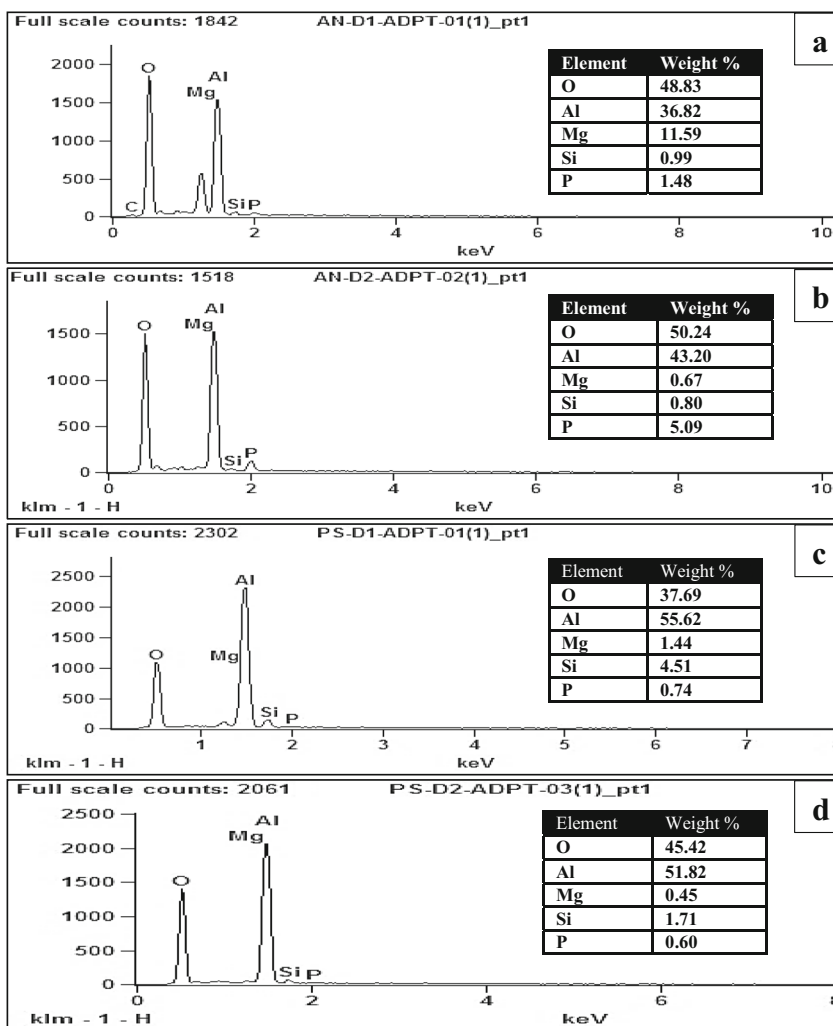 Full scale counts: 1842 AN-D1-ADPT-01(1)_pt1 a
2000
1500
1000
500
0
O
Al
Mg
C
Si P
0 2 4 6 8 10
keV
Element Weight %
O 48.83
Al 36.82
Mg 11.59
Si 0.99
P 1.48
Full scale counts: 1518 AN-D2-ADPT-02(1)_pt1 b
1500
1000
500
0
O
Al
Mg
Si P
0 2 4 6 8 10
klm - 1 - H keV
Element Weight %
O 50.24
Al 43.20
Mg 0.67
Si 0.80
P 5.09
Full scale counts: 2302 PS-D1-ADPT-01(1)_pt1 c
2500
2000
1500
1000
500
0
O
Al
Mg
Si P
1 2 3 4 5 6 7 8
klm - 1 - H keV
Element Weight %
O 37.69
Al 55.62
Mg 1.44
Si 4.51
P 0.74
Full scale counts: 2061 PS-D2-ADPT-03(1)_pt1 d
2500
2000
1500
1000
500
0
O
Al
Mg
Si P
0 2 4 6 8
klm - 1 - H keV
Element Weight %
O 45.42
Al 51.82
Mg 0.45
Si 1.71
P 0.60